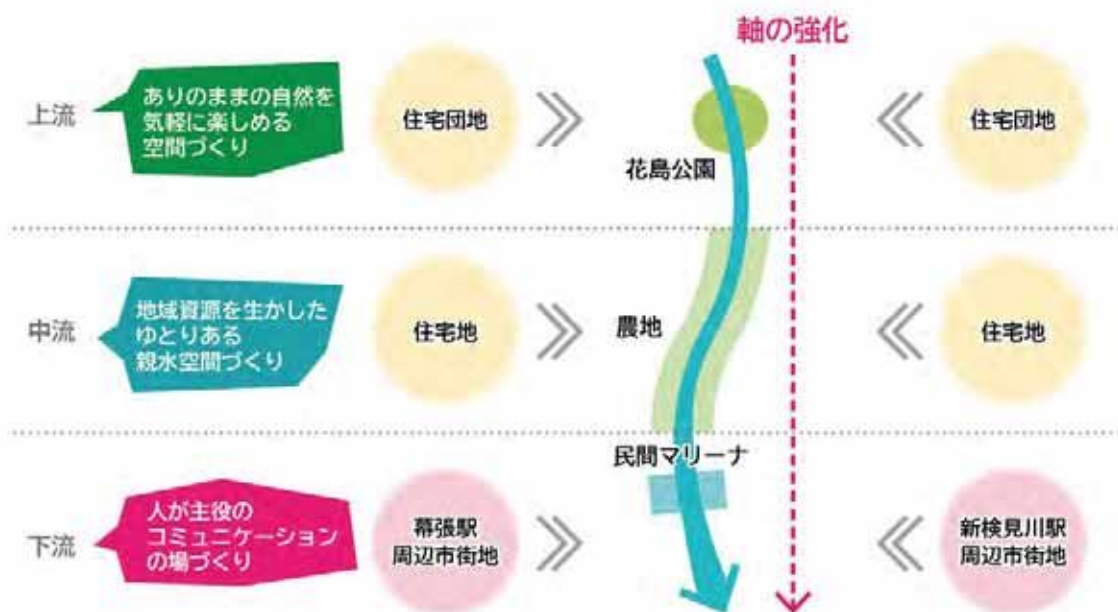 軸の強化
上流
ありのままの自然を
気軽に楽しめる
空間づくり
住宅団地
花島公園
住宅団地
中流
地域資源を生かした
ゆとりある
親水空間づくり
住宅地
農地
住宅地
民間マリーナ
下流
人が主役の
コミュニケーション
の場づくり
幕張駅
周辺市街地
新検見川駅
周辺市街地